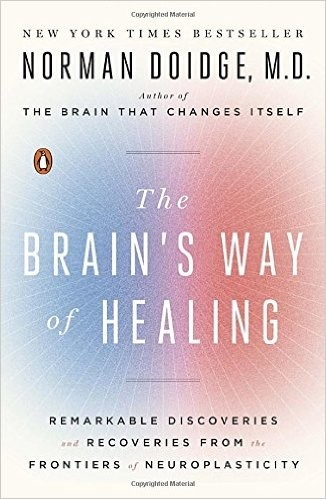 NEW YORK TIMES BESTSELLER
NORMAN DOIDGE, M.D.
Author of
THE BRAIN THAT CHANGES ITSELF
The
BRAIN'S WAY
of HEALING
REMARKABLE DISCOVERIES
and RECOVERIES FROM the
FRONTIERS of NEUROPLASTICITY